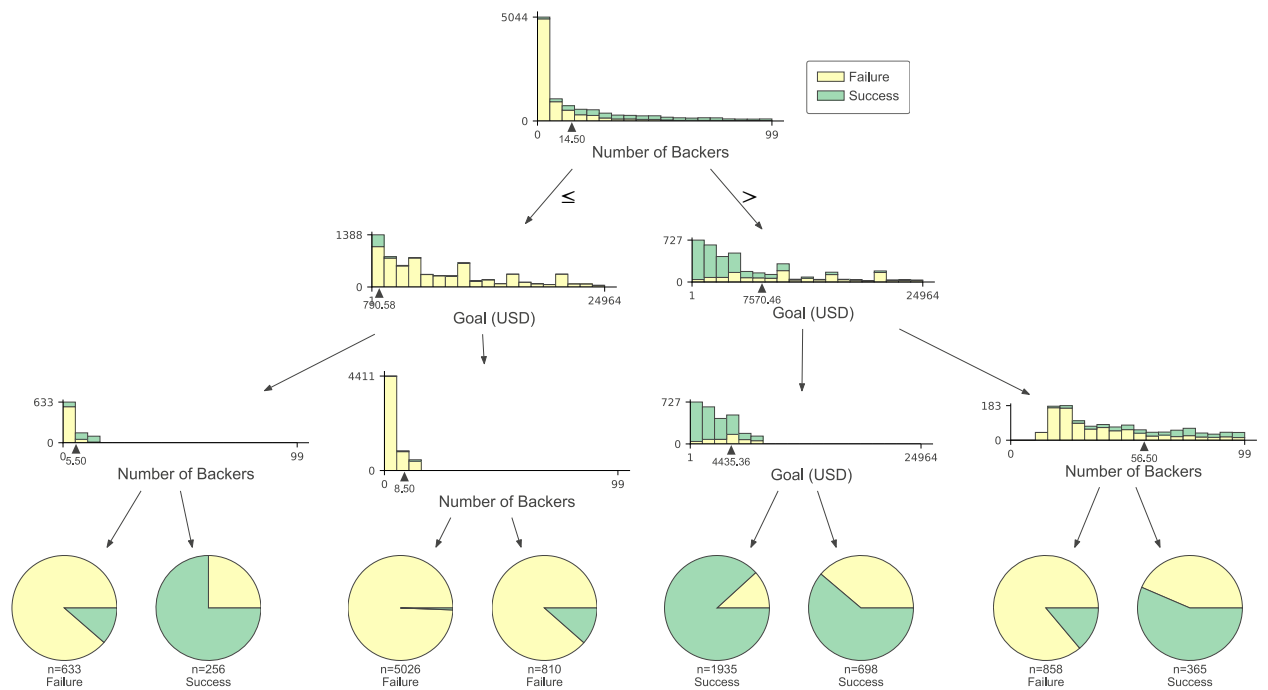 5044
0
0
14.50
99
Number of Backers
Failure
Success
≤
>
1388
0
1
790.58
24964
Goal (USD)
727
0
1
7570.46
24964
Goal (USD)
633
0
0
5.50
99
Number of Backers
4411
0
0
8.50
99
Number of Backers
727
0
1
4435.36
24964
Goal (USD)
183
0
0
56.50
99
Number of Backers
n=633
Failure
n=256
Success
n=5026
Failure
n=810
Failure
n=1935
Success
n=698
Success
n=858
Failure
n=365
Success